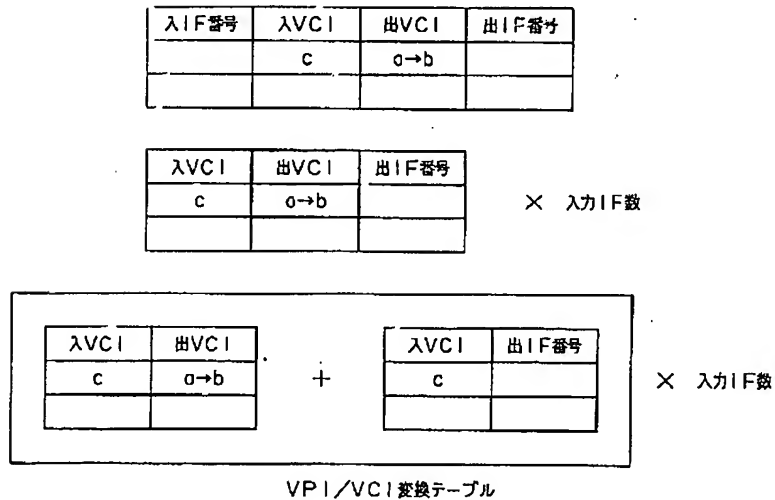 入IF番号 入VCI 出VCI 出IF番号
c a→b
入VCI 出VCI 出IF番号
c a→b
× 入力IF数
入VCI 出VCI + 入VCI 出IF番号
c a→b c
× 入力IF数
VPI/VCI変換テーブル